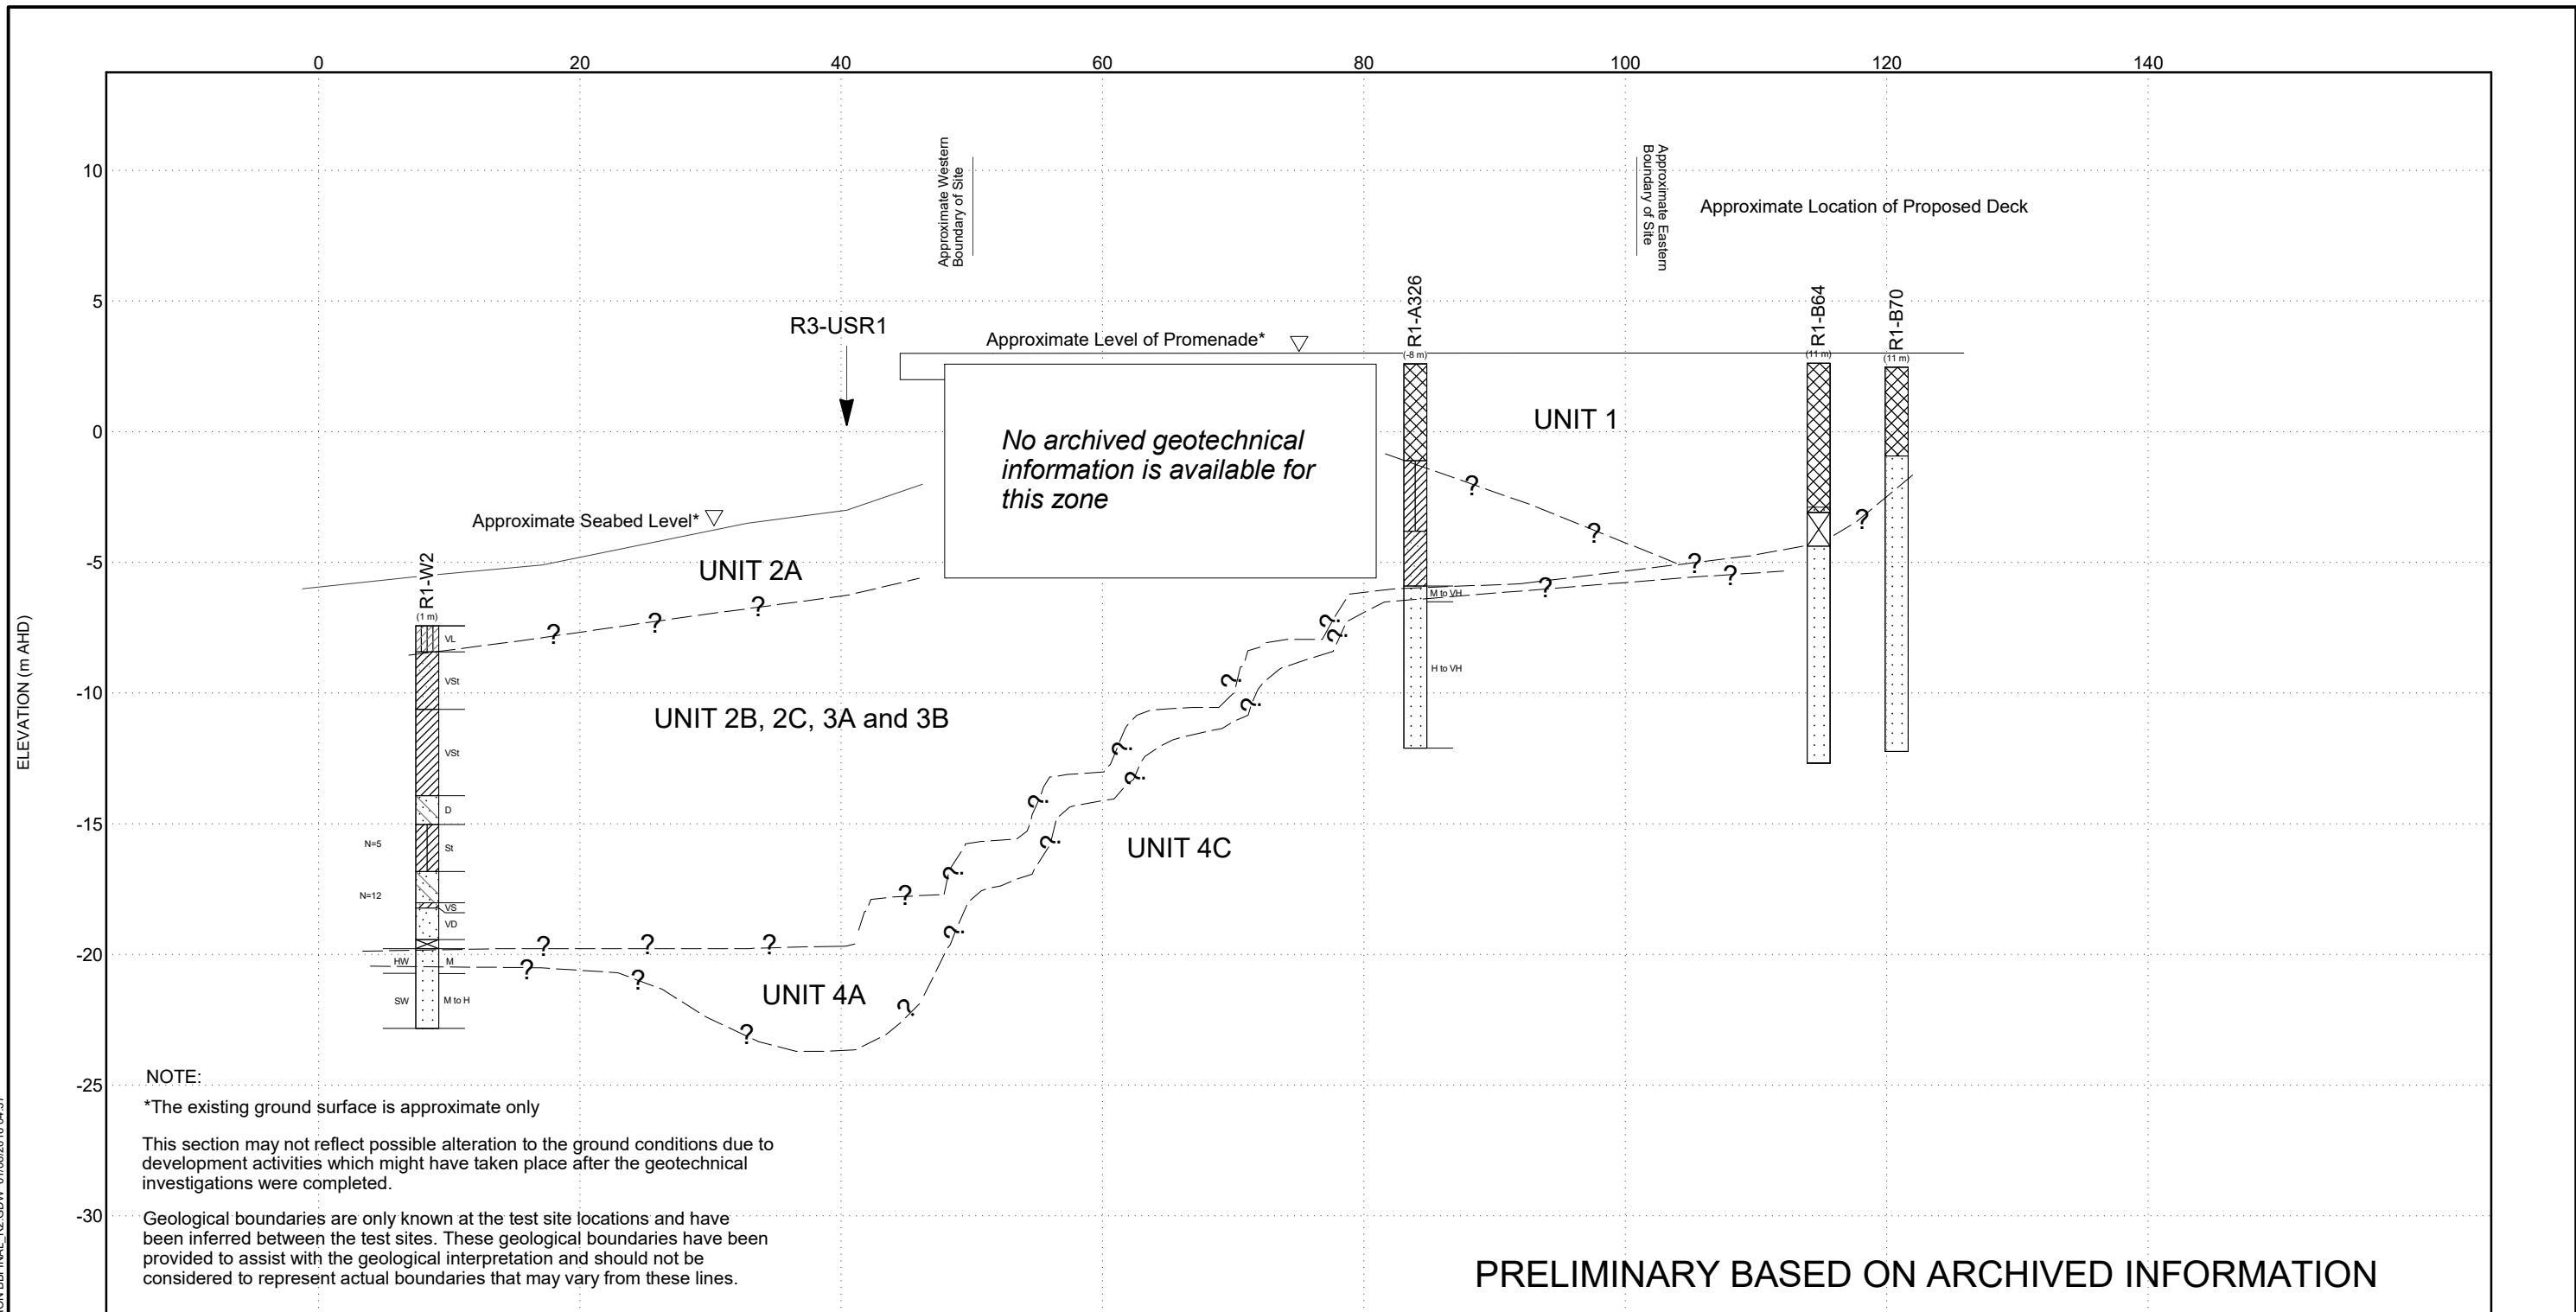 0 20 40 60 80 100 120 140
10
5
0
-5
-10
-15
-20
-25
-30
ELEVATION (m AHD)
Approximate Western
Boundary of Site
Approximate Eastern
Boundary of Site
Approximate Location of Proposed Deck
R3-USR1
Approximate Level of Promenade*
R1-A326
(-8 m)
R1-B64
(11 m)
R1-B70
(11 m)
UNIT 1
No archived geotechnical
information is available for
this zone
Approximate Seabed Level*
R1-W2
(1 m)
UNIT 2A
UNIT 2B, 2C, 3A and 3B
UNIT 4C
UNIT 4A
VL
VSt
VSt
D
N=5
St
N=12
VS
VD
HW
M
SW
M to H
M to VH
H to VH
? ? ?
? ? ? ?
? ? ?
? ? ? ? ? ?
? ? ?
? ? ? ? ? ?
? ?
? ?
? ?
NOTE:
*The existing ground surface is approximate only
This section may not reflect possible alteration to the ground conditions due to
development activities which might have taken place after the geotechnical
investigations were completed.
Geological boundaries are only known at the test site locations and have
been inferred between the test sites. These geological boundaries have been
provided to assist with the geological interpretation and should not be
considered to represent actual boundaries that may vary from these lines.
PRELIMINARY BASED ON ARCHIVED INFORMATION